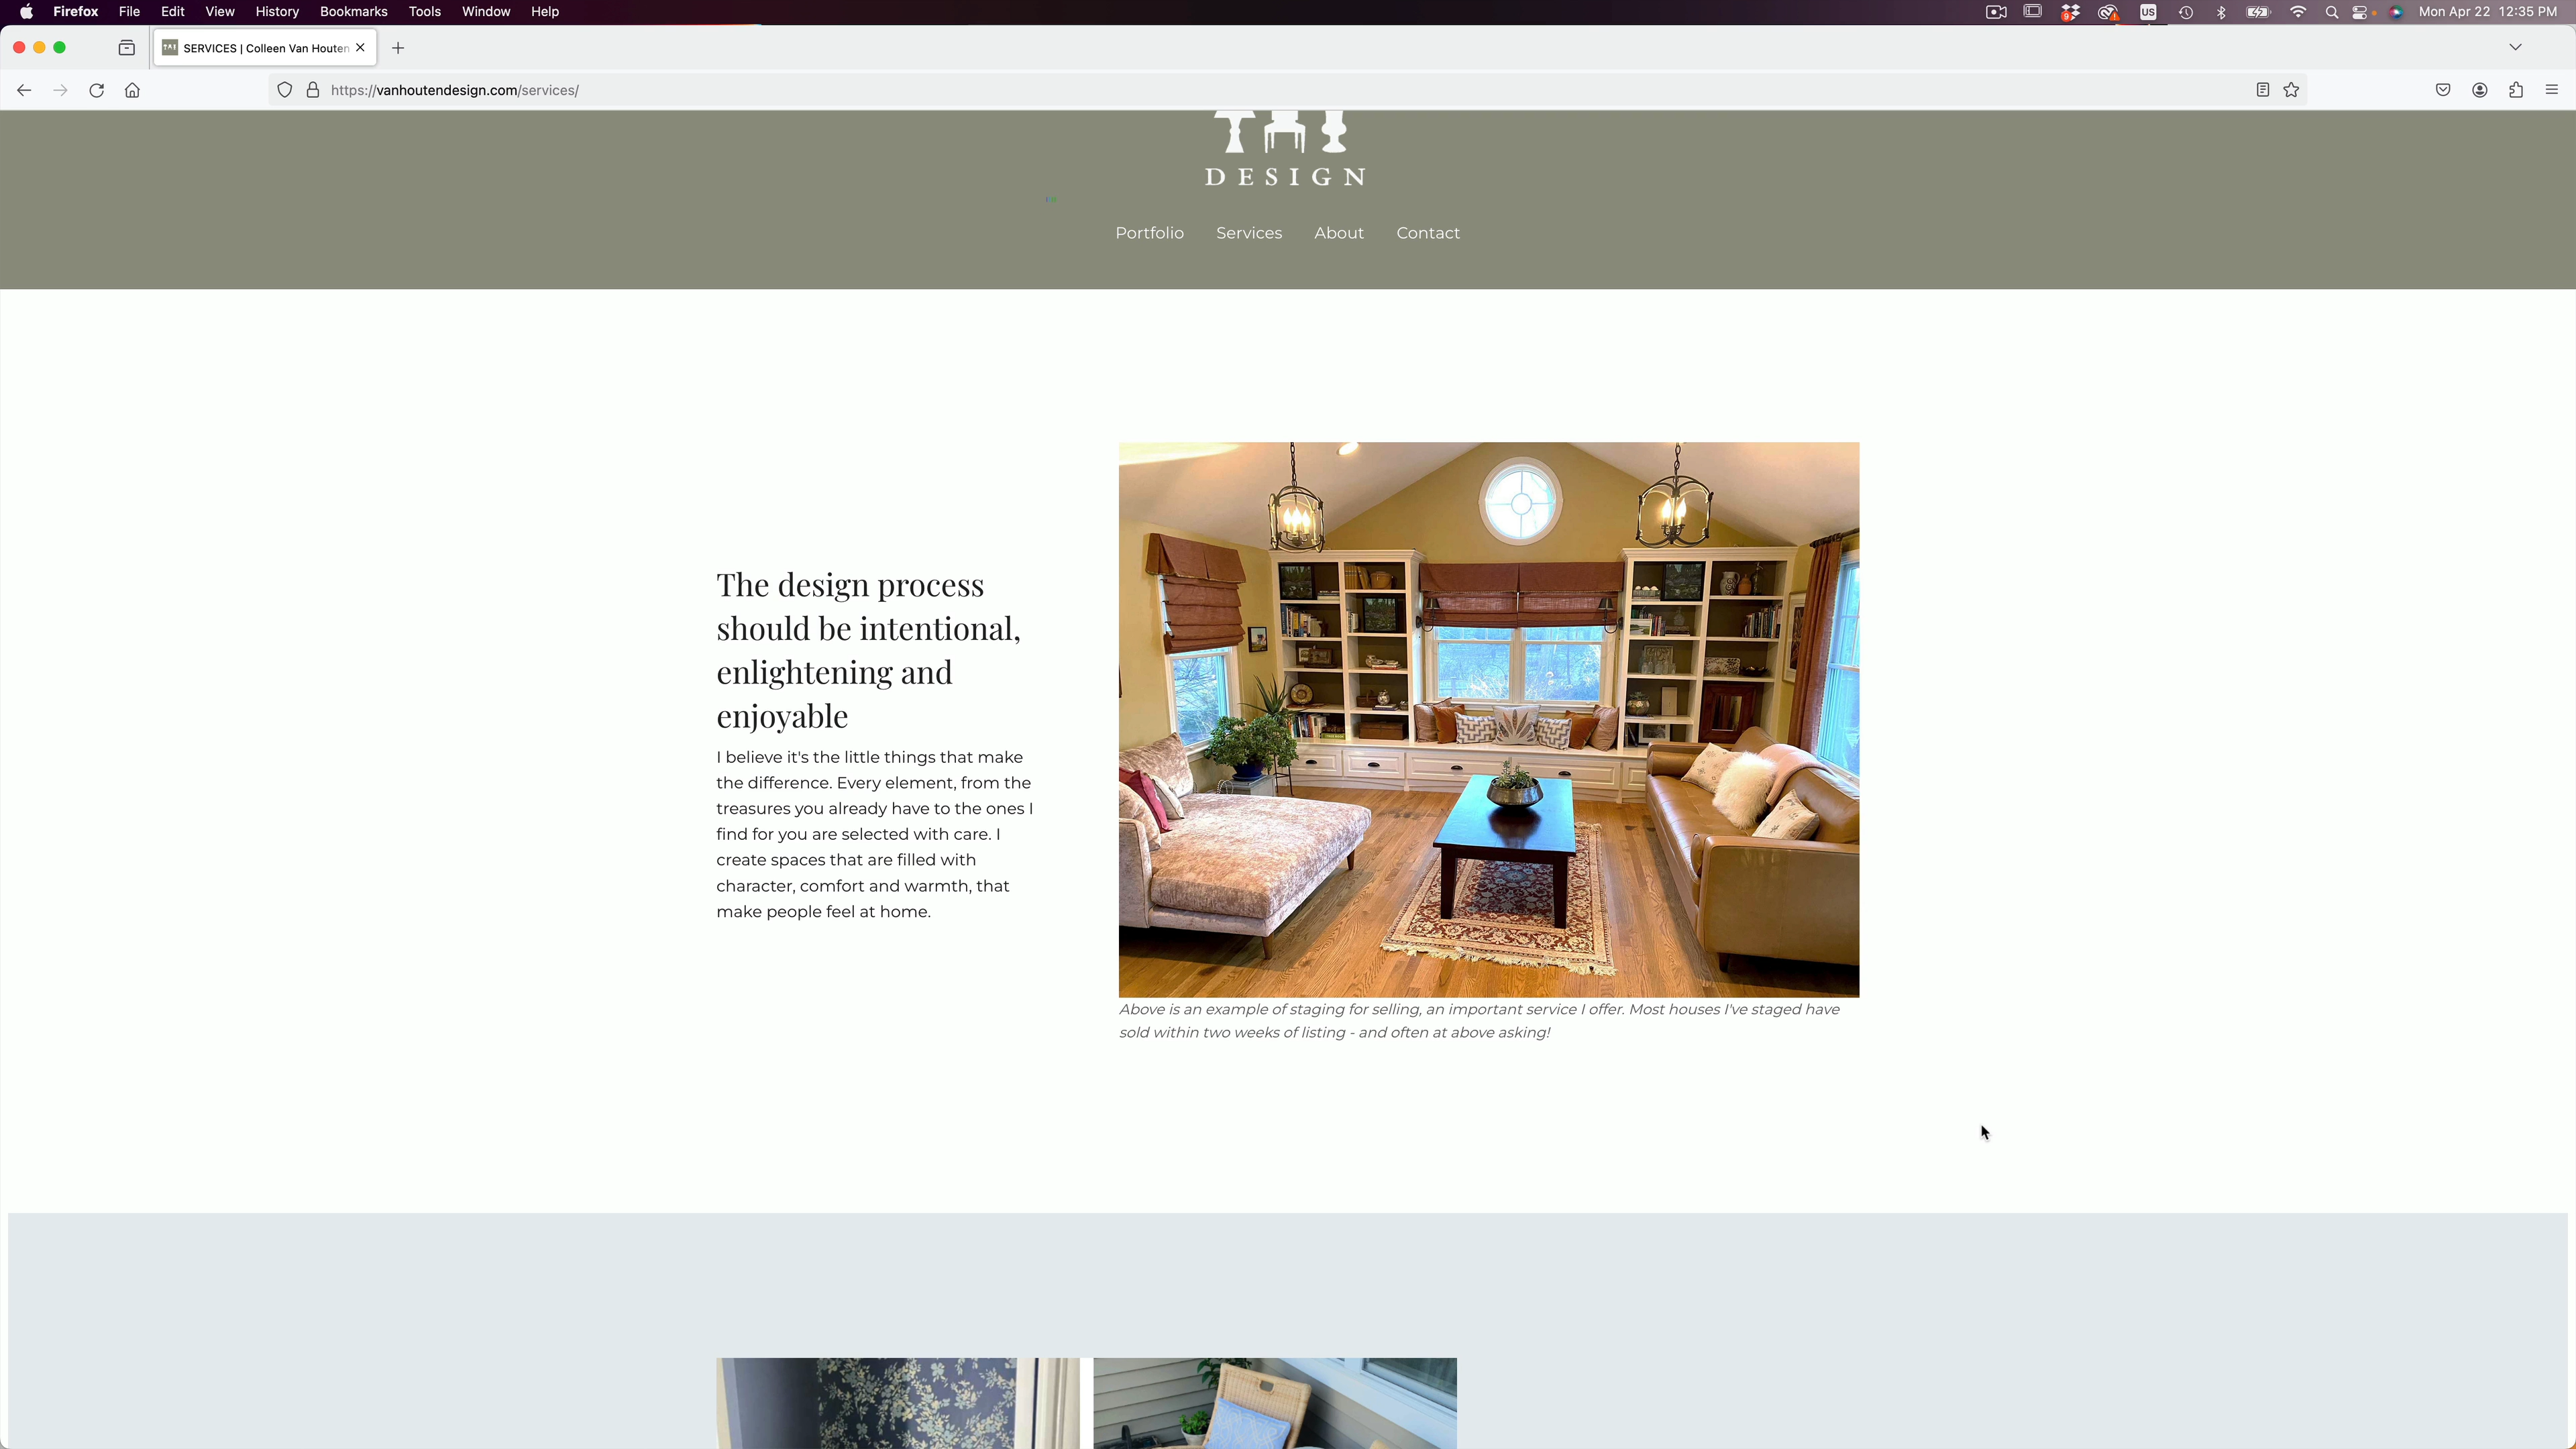 Firefox File Edit View History Bookmarks Tools Window Help
9
US
Mon Apr 22 12:35 PM
SERVICES | Colleen Van Houten
https://vanhoutendesign.com/services/
DESIGN
Portfolio Services About Contact
The design process
should be intentional,
enlightening and
enjoyable
I believe it's the little things that make
the difference. Every element, from the
treasures you already have to the ones I
find for you are selected with care. I
create spaces that are filled with
character, comfort and warmth, that
make people feel at home.
Above is an example of staging for selling, an important service I offer. Most houses I've staged have
sold within two weeks of listing - and often at above asking!